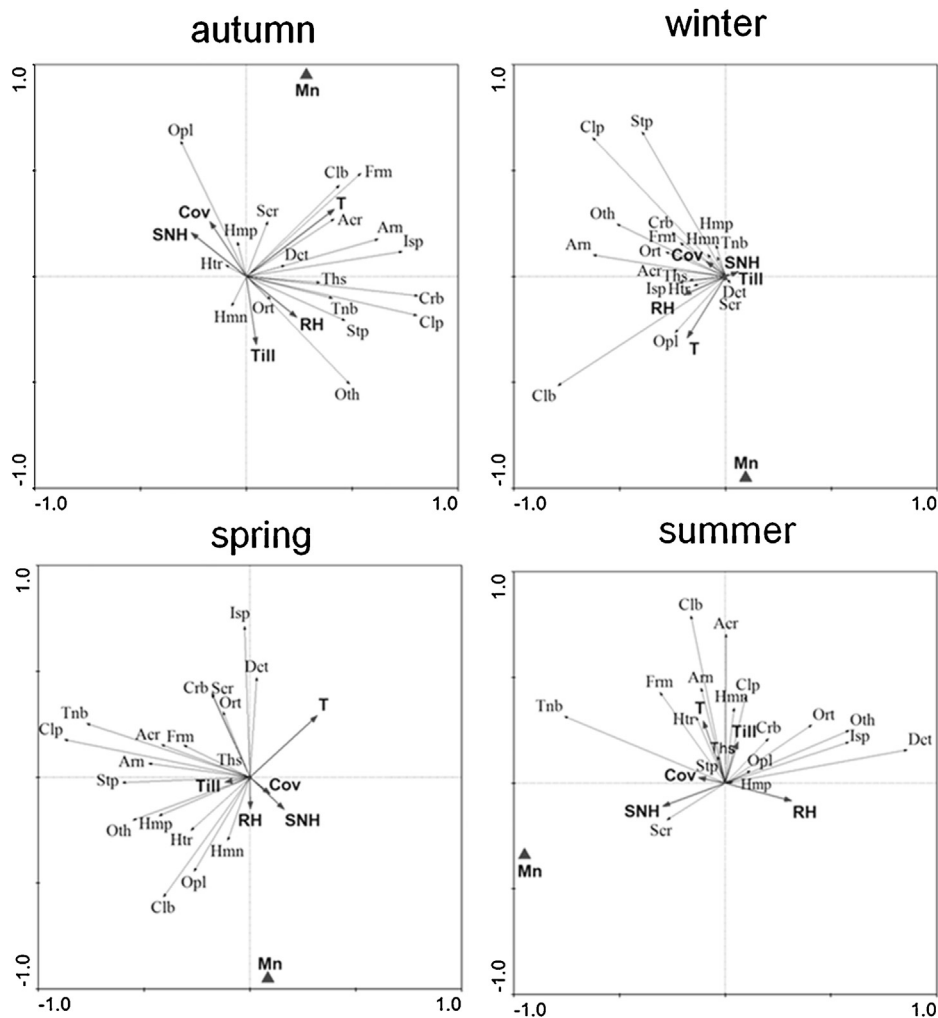 autumn
1.0
Mn
Opl
Clb
Frm
T
Acr
Cov
Scr
SNH
Hmp
Arn
Isp
Htr
Dct
Ths
Crb
Hmn
Ort
Tnb
Clp
RH
Stp
Till
Oth
-1.0
-1.0
1.0
winter
1.0
Clp
Stp
Oth
Crb
Hmp
Arn
Frm
Hmn
Tnb
Ort
Cov
SNH
Acr
Ths
Till
Isp
Htr
Dct
RH
Scr
Opl
T
Clb
Mn
-1.0
-1.0
1.0
spring
1.0
Isp
Dct
Crb
Scr
T
Ort
Tnb
Clp
Acr
Frm
Arn
Ths
Stp
Till
Cov
Oth
Hmp
RH
SNH
Htr
Hmn
Opl
Clb
Mn
-1.0
-1.0
1.0
summer
1.0
Clb
Acr
Frm
Arn
Clp
Hmn
Tnb
T
Htr
Ort
Oth
Till
Crb
Isp
Dct
Ths
Stp
Opl
Cov
Hmp
SNH
RH
Scr
Mn
-1.0
-1.0
1.0